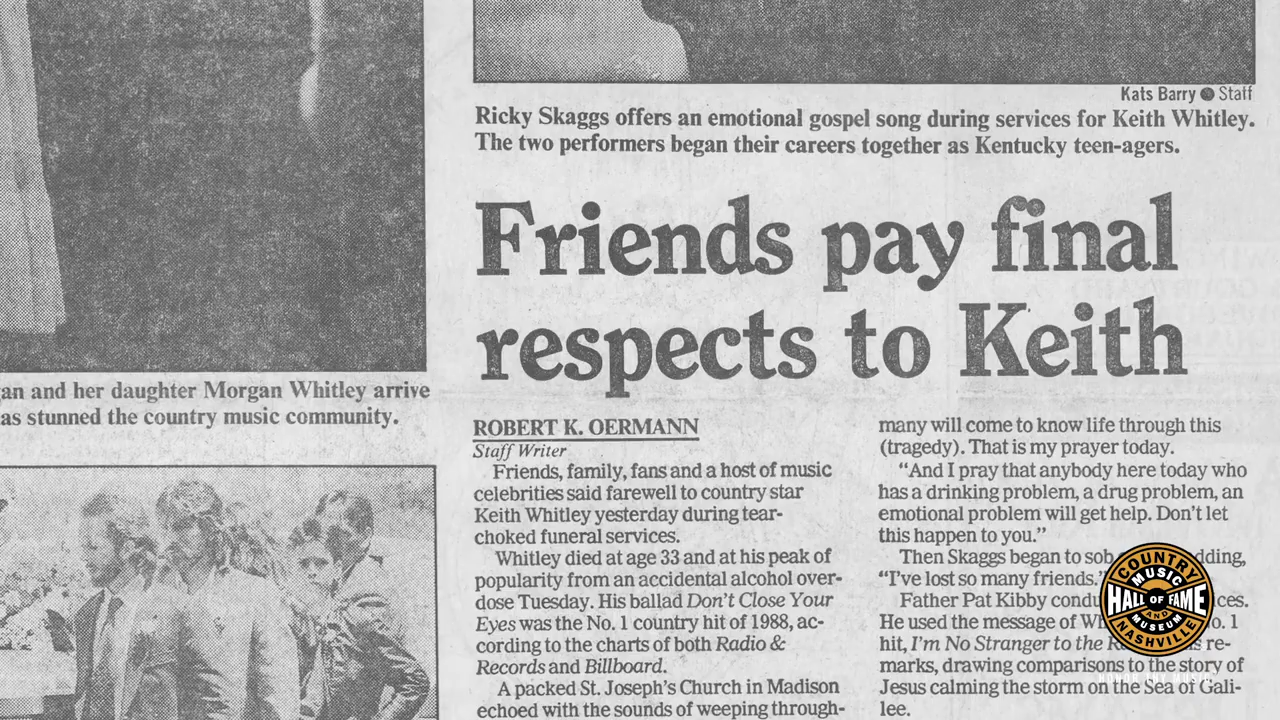 Kats Barry ● Staff
Ricky Skaggs offers an emotional gospel song during services for Keith Whitley.
The two performers began their careers together as Kentucky teen-agers.
Friends pay final
respects to Keith
an and her daughter Morgan Whitley arrive
as stunned the country music community.
ROBERT K. OERMANN
Staff Writer
Friends, family, fans and a host of music
celebrities said farewell to country star
Keith Whitley yesterday during tear-
choked funeral services.
Whitley died at age 33 and at his peak of
popularity from an accidental alcohol over-
dose Tuesday. His ballad Don't Close Your
Eyes was the No. 1 country hit of 1988, ac-
cording to the charts of both Radio &
Records and Billboard.
A packed St. Joseph's Church in Madison
echoed with the sounds of weeping through-
many will come to know life through this
(tragedy). That is my prayer today.
"And I pray that anybody here today who
has a drinking problem, a drug problem, an
emotional problem will get help. Don't let
this happen to you."
Then Skaggs began to sob
"I've lost so many friends."
Father Pat Kibby
He used the message of
hit, I'm No Stranger to the re-
marks, drawing comparisons to the story of
Jesus calming the storm on the Sea of Gali-
lee.
COUNTRY
MUSIC
HALL OF FAME
AND
MUSEUM
NASHVILLE
HONOR THY MUSIC